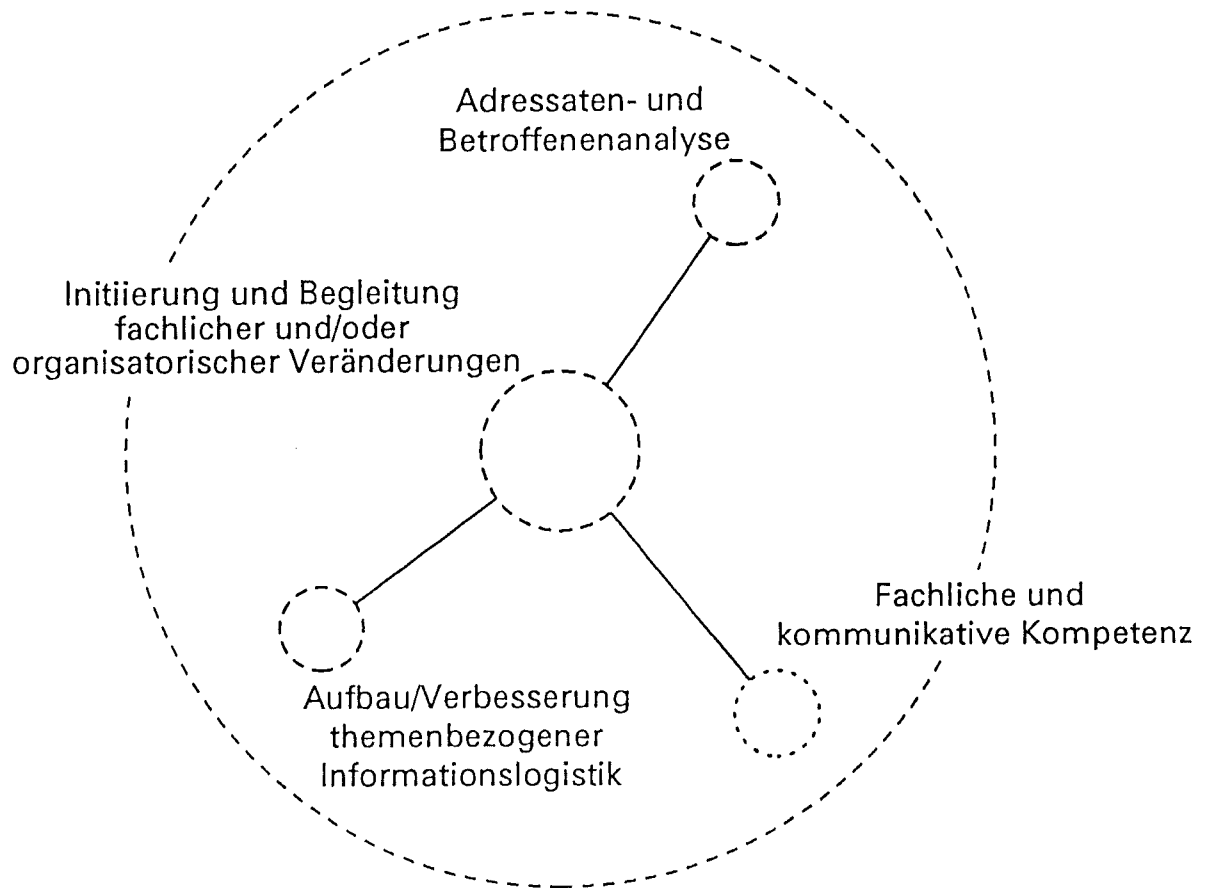 Adressaten- und
Betroffenenanalyse
Initiierung und Begleitung
fachlicher und/oder
organisatorischer Veränderungen
Fachliche und
kommunikative Kompetenz
Aufbau/Verbesserung
themenbezogener
Informationslogistik